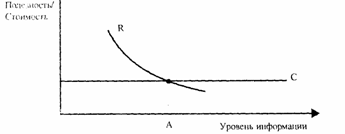 Полезность/
Стоимость
R
C
A
Уровень информации